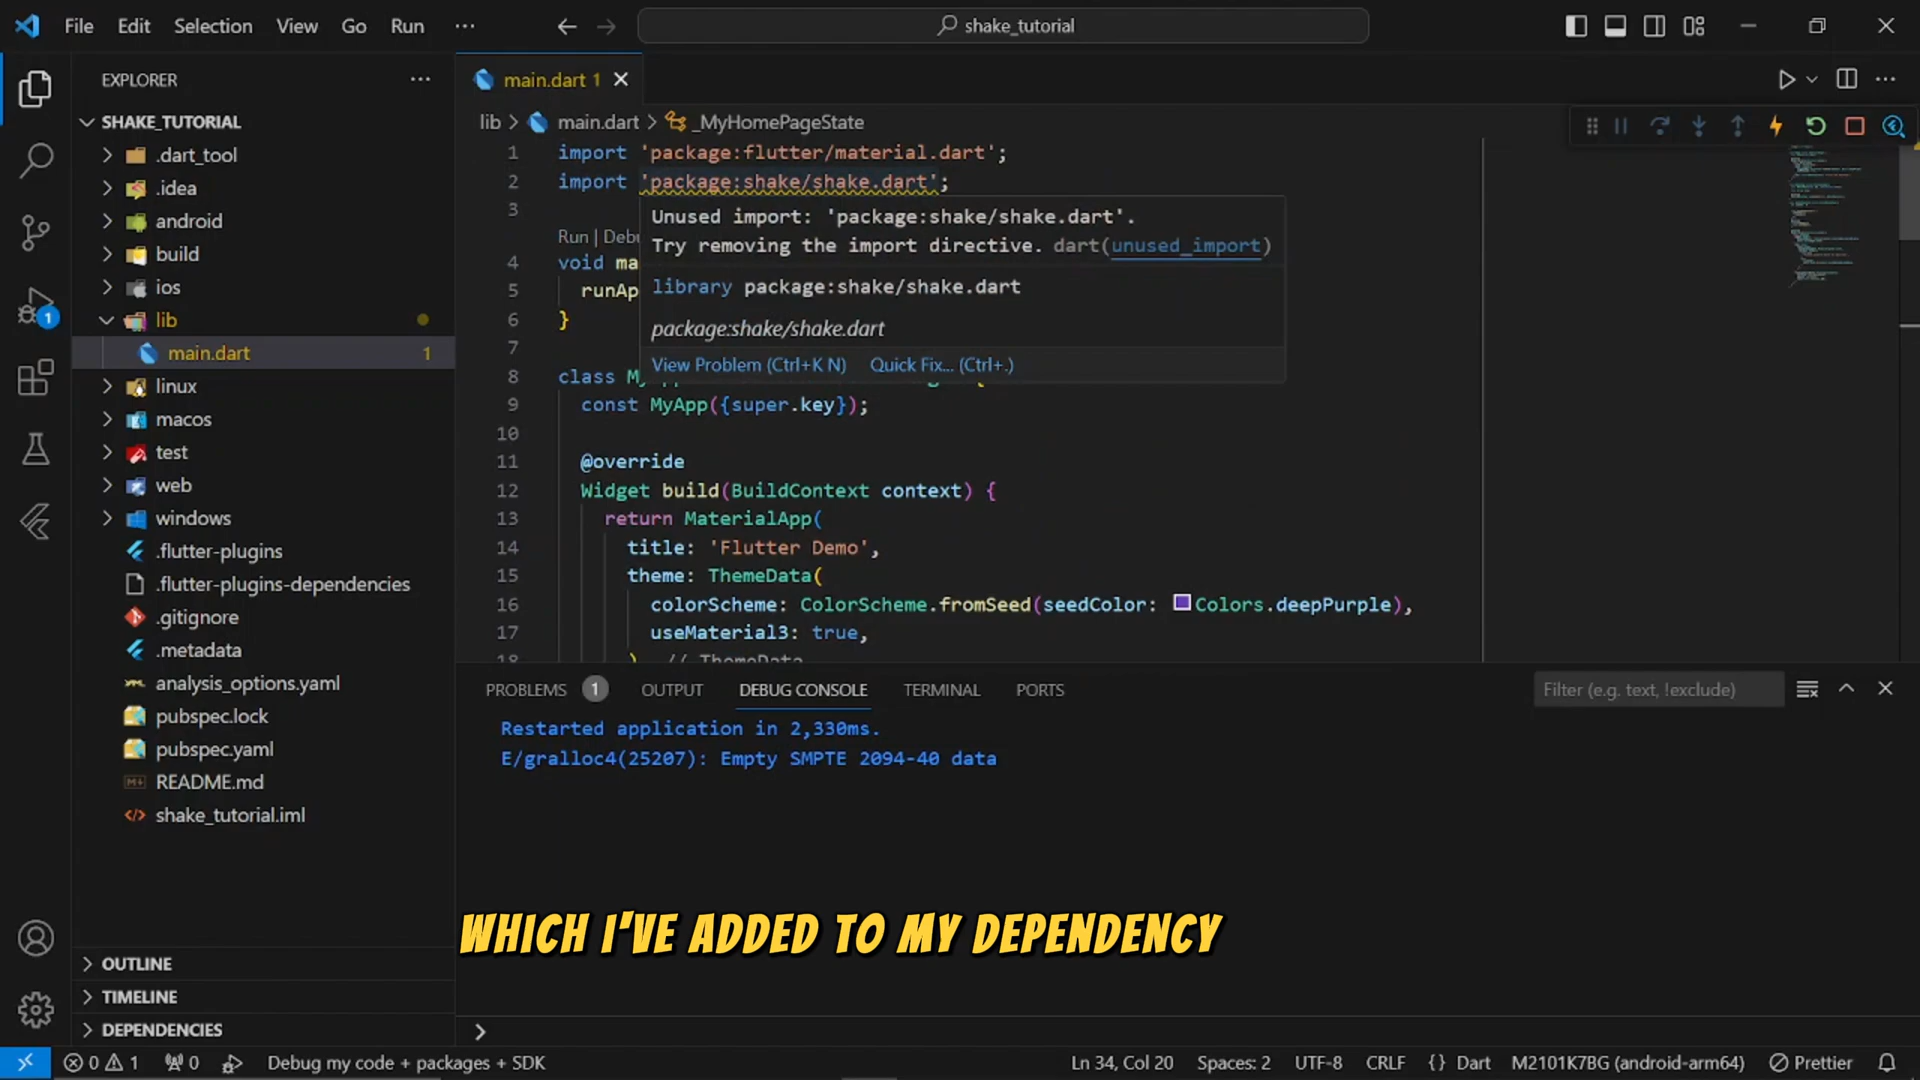 File Edit Selection View Go Run ··· shake_tutorial
EXPLORER ···
SHAKE_TUTORIAL
.dart_tool
.idea
android
build
ios
lib
main.dart 1
linux
macos
test
web
windows
.flutter-plugins
.flutter-plugins-dependencies
.gitignore
.metadata
analysis_options.yaml
pubspec.lock
pubspec.yaml
README.md
shake_tutorial.iml
OUTLINE
TIMELINE
DEPENDENCIES
1
main.dart 1
lib > main.dart > _MyHomePageState
1 import 'package:flutter/material.dart';
2 import 'package:shake/shake.dart';
3
Run | Debu
4 void ma
5 runAp
6 }
7
8 class M
9 const MyApp({super.key});
10
11 @override
12 Widget build(BuildContext context) {
13 return MaterialApp(
14 title: 'Flutter Demo',
15 theme: ThemeData(
16 colorScheme: ColorScheme.fromSeed(seedColor: Colors.deepPurple),
17 useMaterial3: true,
18 ) // ThemeData
Unused import: 'package:shake/shake.dart'.
Try removing the import directive. dart(unused_import)
library package:shake/shake.dart
package:shake/shake.dart
View Problem (Ctrl+K N) Quick Fix... (Ctrl+.)
PROBLEMS 1 OUTPUT DEBUG CONSOLE TERMINAL PORTS Filter (e.g. text, !exclude)
Restarted application in 2,330ms.
E/gralloc4(25207): Empty SMPTE 2094-40 data
WHICH I'VE ADDED TO MY DEPENDENCY
>
0 1 0 Debug my code + packages + SDK Ln 34, Col 20 Spaces: 2 UTF-8 CRLF {} Dart M2101K7BG (android-arm64) Prettier